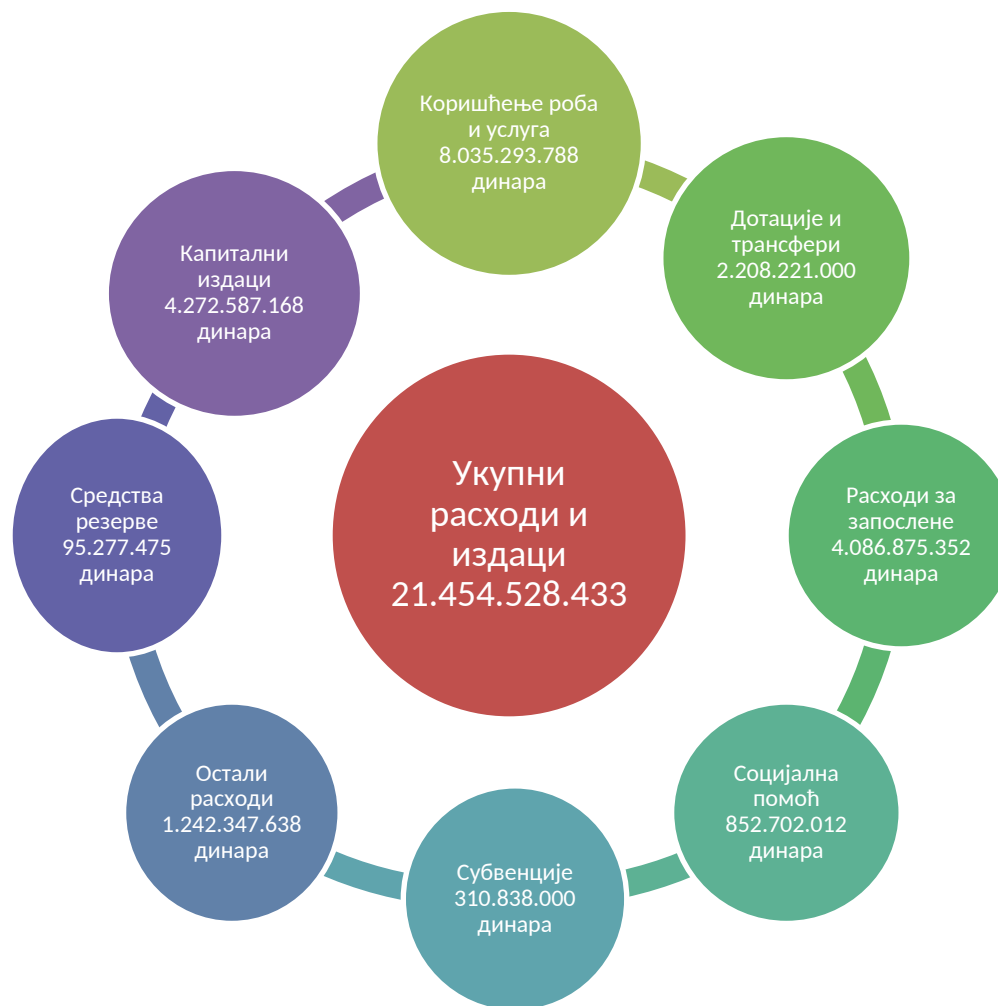 Коришћење роба
и услуга
8.035.293.788
динара
Дотације и
трансфери
2.208.221.000
динара
Расходи за
запослене
4.086.875.352
динара
Социјална
помоћ
852.702.012
динара
Субвенције
310.838.000
динара
Остали
расходи
1.242.347.638
динара
Средства
резерве
95.277.475
динара
Капитални
издаци
4.272.587.168
динара
Укупни
расходи и
издаци
21.454.528.433